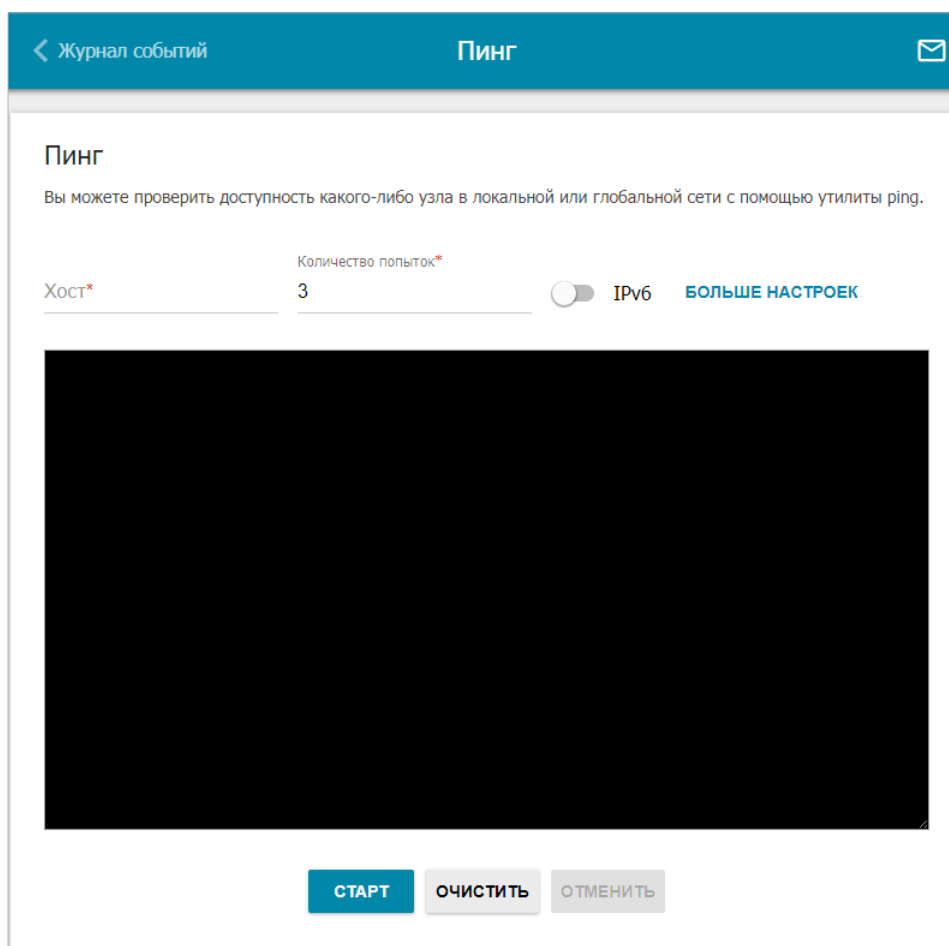 Журнал событий
Пинг
Пинг
Вы можете проверить доступность какого-либо узла в локальной или глобальной сети с помощью утилиты ping.
Количество попыток*
Хост*
3
IPv6
БОЛЬШЕ НАСТРОЕК
СТАРТ
ОЧИСТИТЬ
ОТМЕНИТЬ